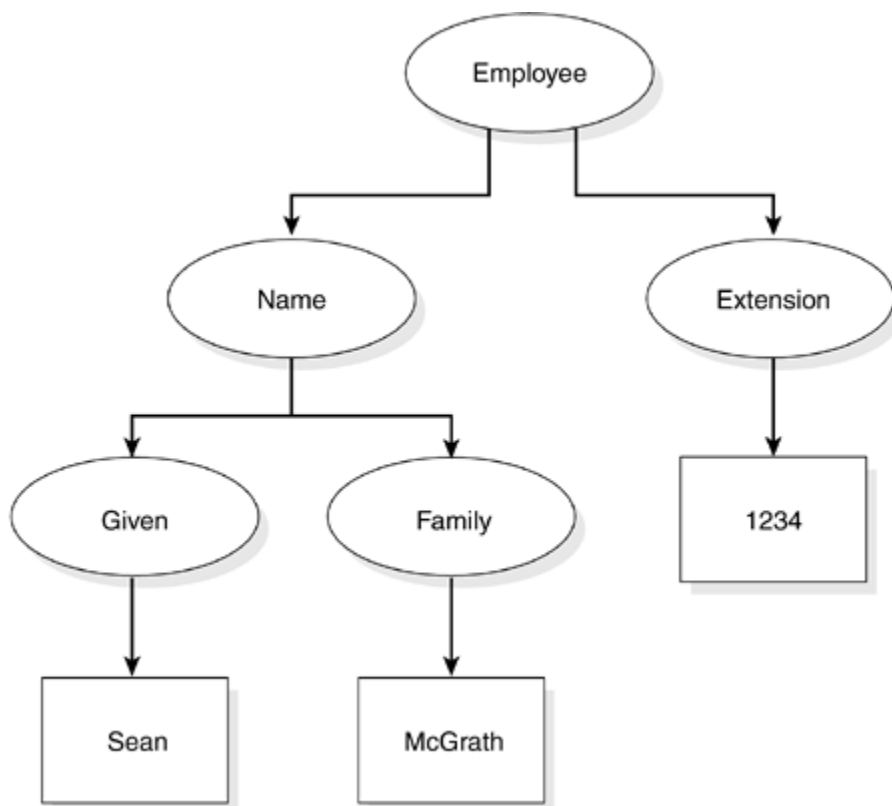 Employee
Name
Extension
Given
Family
1234
Sean
McGrath